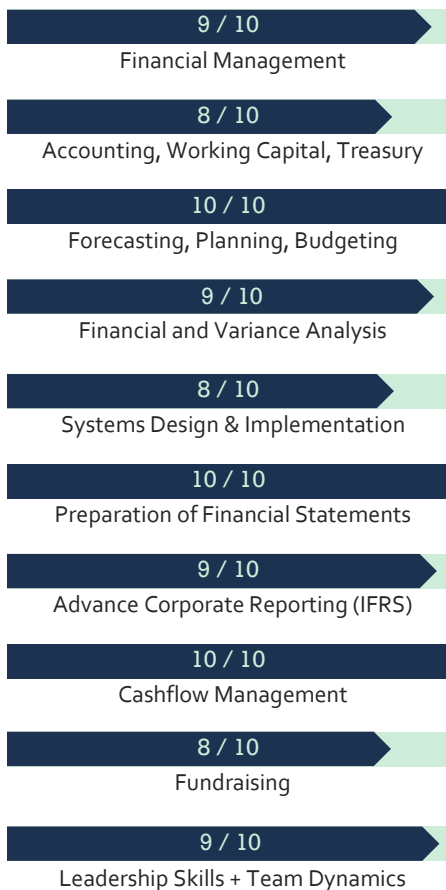 9 / 10
Financial Management
8 / 10
Accounting, Working Capital, Treasury
10 / 10
Forecasting, Planning, Budgeting
9 / 10
Financial and Variance Analysis
8 / 10
Systems Design & Implementation
10 / 10
Preparation of Financial Statements
9 / 10
Advance Corporate Reporting (IFRS)
10 / 10
Cashflow Management
8 / 10
Fundraising
9 / 10
Leadership Skills + Team Dynamics